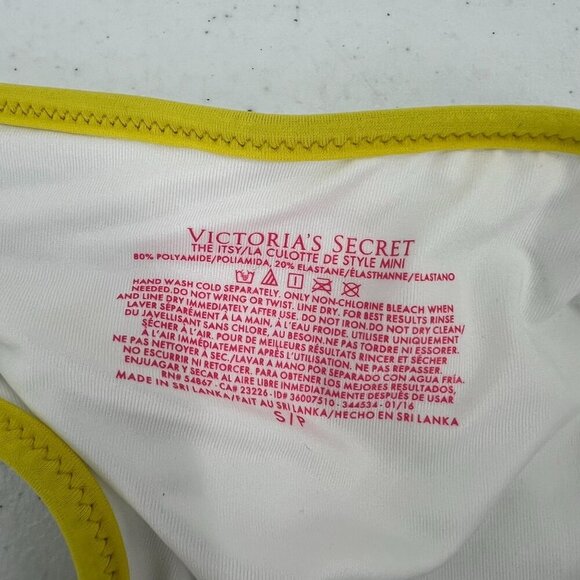 VICTORIA'S SECRET
THE ITSY/LA CULOTTE DE STYLE MINI
80% POLYAMIDE/POLIAMIDA, 20% ELASTANE/ÉLASTHANNE/ELASTANO
HAND WASH COLD SEPARATELY. ONLY NON-CHLORINE BLEACH WHEN
NEEDED. DO NOT WRING OR TWIST. LINE DRY. FOR BEST RESULTS RINSE
AND LINE DRY IMMEDIATELY AFTER USE. DO NOT IRON. DO NOT DRY CLEAN/
LAVER SÉPARÉMENT À LA MAIN, À L'EAU FROIDE. UTILISER UNIQUEMENT
DU JAVELLISANT SANS CHLORE, AU BESOIN. NE PAS TORDRE NI ESSORER.
SÉCHER À L'AIR. POUR DE MEILLEURS RÉSULTATS RINCER ET SÉCHER
À L'AIR IMMÉDIATEMENT APRÈS L'UTILISATION. NE PAS REPASSER.
NE PAS NETTOYER À SEC./LAVAR A MANO POR SEPARADO CON AGUA FRÍA.
NO ESCURRIR NI RETORCER. PARA OBTENER LOS MEJORES RESULTADOS,
ENJUAGAR Y SECAR AL AIRE LIBRE INMEDIATAMENTE DESPUÉS DE USAR
RN# 54867 - CA# 23226 - ID# 36007510 - 344534 - 01/16
MADE IN SRI LANKA/FAIT AU SRI LANKA/HECHO EN SRI LANKA
S/P